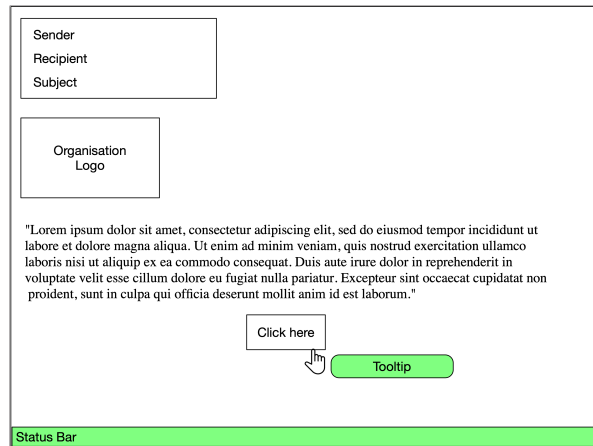 Sender
Recipient
Subject
Organisation
Logo
"Lorem ipsum dolor sit amet, consectetur adipiscing elit, sed do eiusmod tempor incididunt ut
labore et dolore magna aliqua. Ut enim ad minim veniam, quis nostrud exercitation ullamco
laboris nisi ut aliquip ex ea commodo consequat. Duis aute irure dolor in reprehenderit in
voluptate velit esse cillum dolore eu fugiat nulla pariatur. Excepteur sint occaecat cupidatat non
proident, sunt in culpa qui officia deserunt mollit anim id est laborum."
Click here
Tooltip
Status Bar